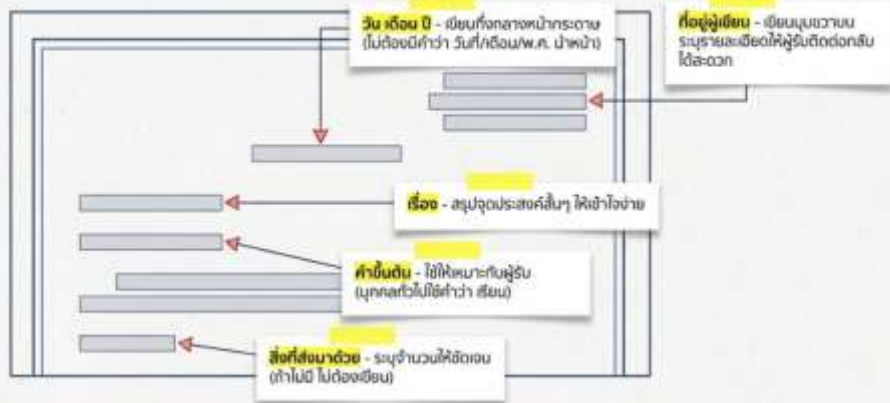 วัน เดือน ปี - เขียนกึ่งกลางหน้ากระดาษ
(ไม่ต้องมีคำว่า วันที่/เดือน/พ.ศ. นำหน้า)
ที่อยู่ผู้เขียน - เขียนมุมขวาบน
ระบุรายละเอียดให้ผู้รับติดต่อกลับ
ได้สะดวก
เรื่อง - สรุปจุดประสงค์สั้นๆ ให้เข้าใจง่าย
คำขึ้นต้น - ใช้ให้เหมาะกับผู้รับ
(บุคคลทั่วไปใช้คำว่า เรียน)
สิ่งที่ส่งมาด้วย - ระบุจำนวนให้ชัดเจน
(ถ้าไม่มี ไม่ต้องเขียน)